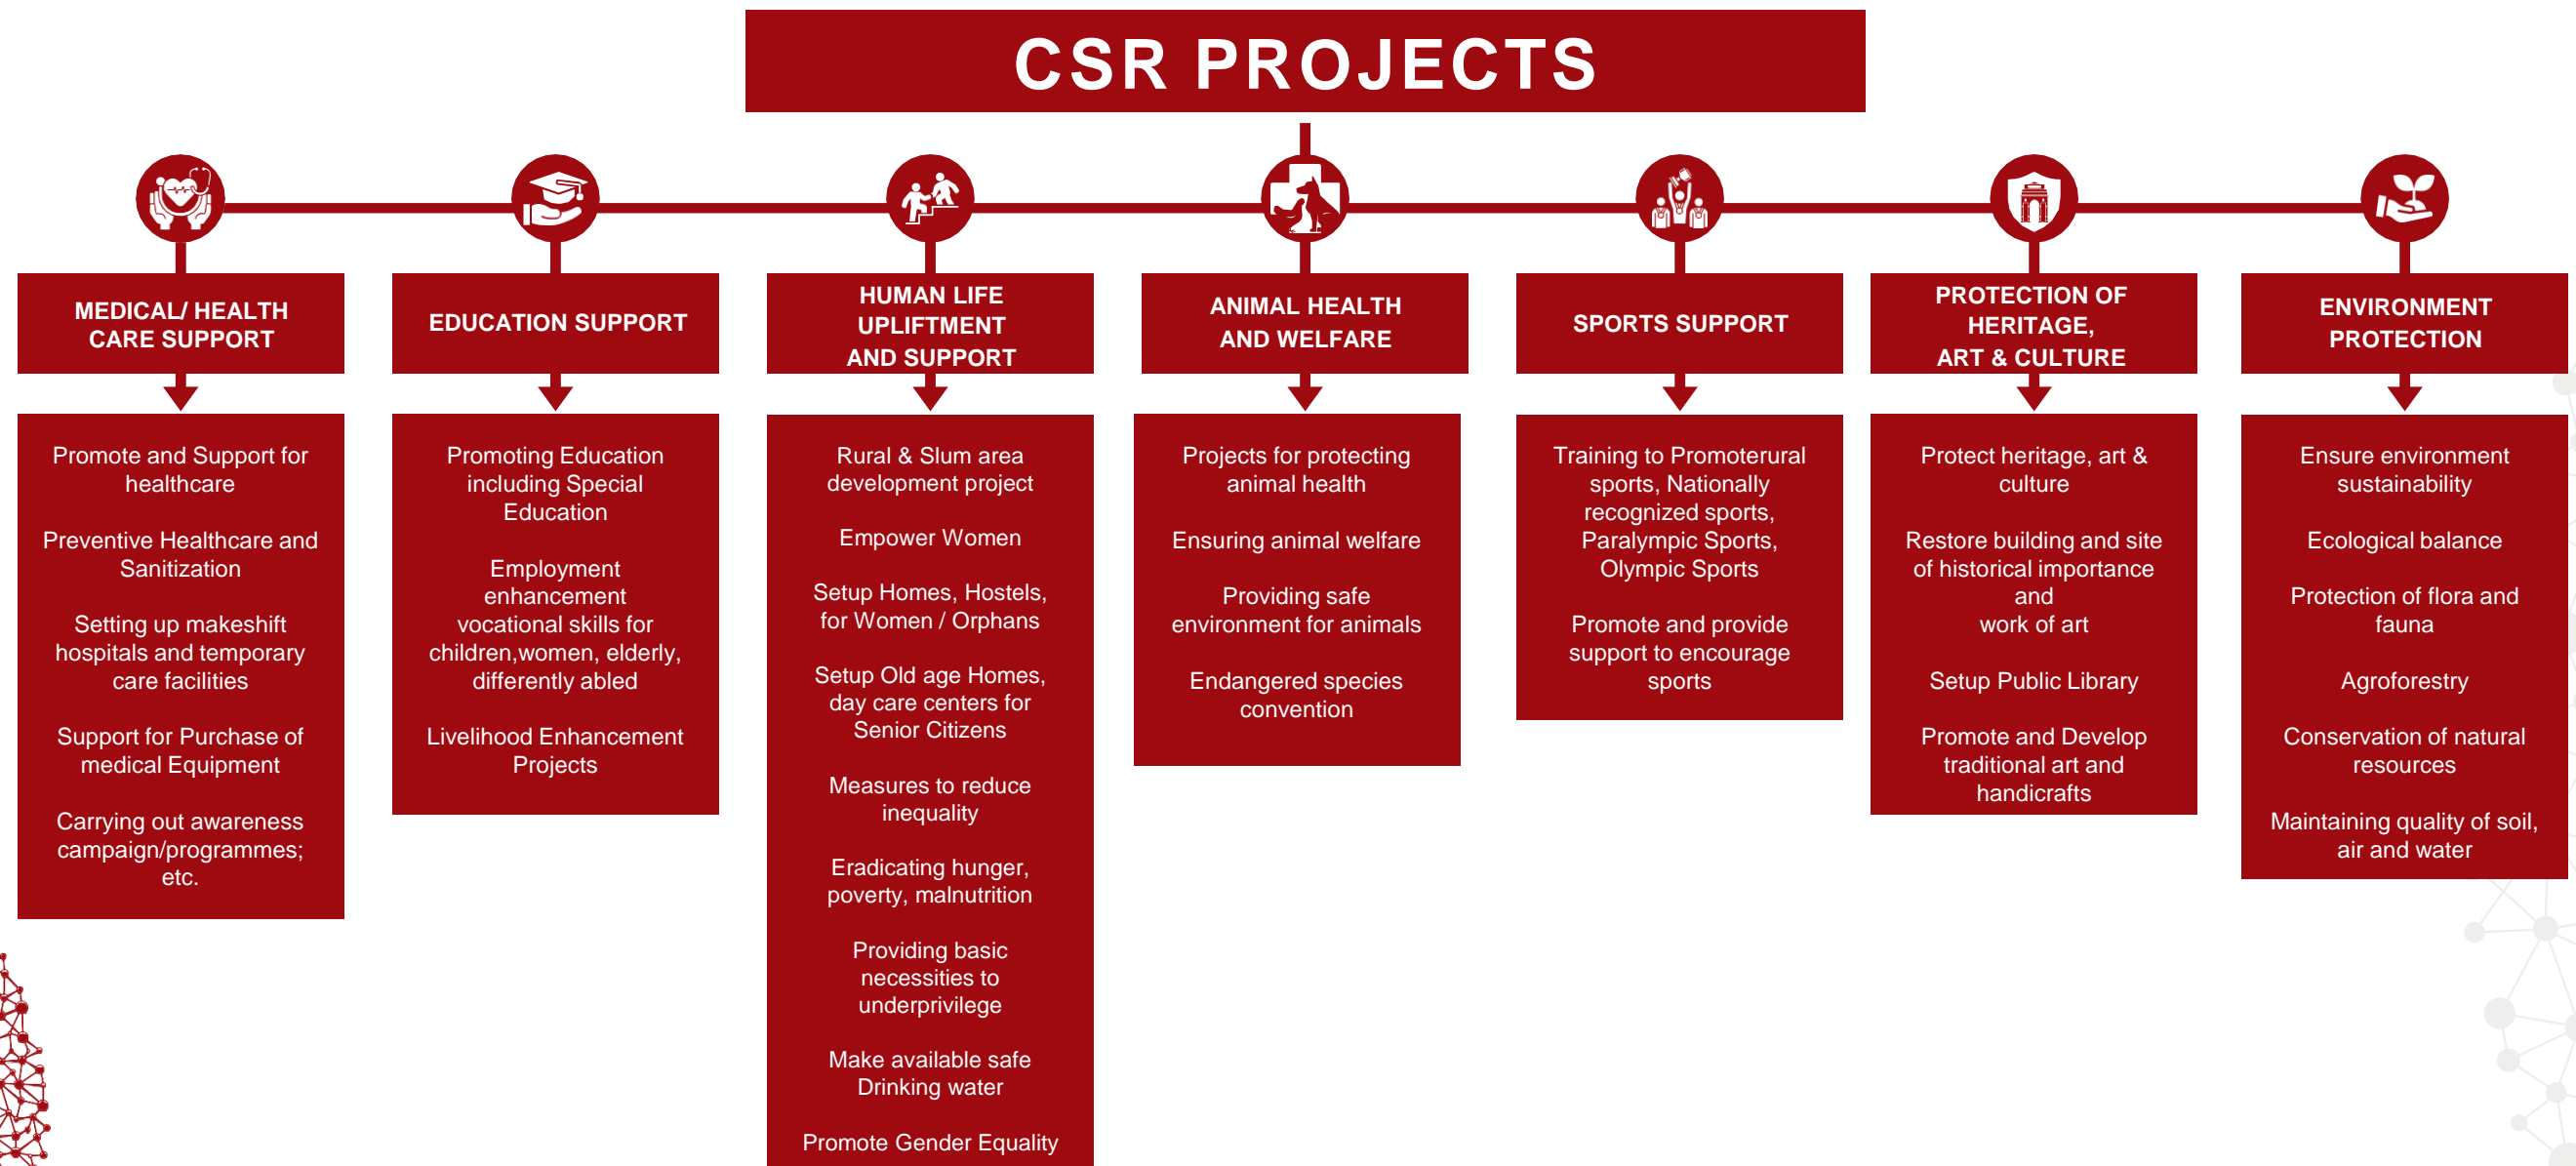 CSR PROJECTS
MEDICAL/ HEALTH
CARE SUPPORT
Promote and Support for
healthcare
Preventive Healthcare and
Sanitization
Setting up makeshift
hospitals and temporary
care facilities
Support for Purchase of
medical Equipment
Carrying out awareness
campaign/programmes;
etc.
EDUCATION SUPPORT
Promoting Education
including Special
Education
Employment
enhancement
vocational skills for
children,women, elderly,
differently abled
Livelihood Enhancement
Projects
HUMAN LIFE
UPLIFTMENT
AND SUPPORT
Rural & Slum area
development project
Empower Women
Setup Homes, Hostels,
for Women / Orphans
Setup Old age Homes,
day care centers for
Senior Citizens
Measures to reduce
inequality
Eradicating hunger,
poverty, malnutrition
Providing basic
necessities to
underprivilege
Make available safe
Drinking water
Promote Gender Equality
ANIMAL HEALTH
AND WELFARE
Projects for protecting
animal health
Ensuring animal welfare
Providing safe
environment for animals
Endangered species
convention
SPORTS SUPPORT
Training to Promoterural
sports, Nationally
recognized sports,
Paralympic Sports,
Olympic Sports
Promote and provide
support to encourage
sports
PROTECTION OF
HERITAGE,
ART & CULTURE
Protect heritage, art &
culture
Restore building and site
of historical importance
and
work of art
Setup Public Library
Promote and Develop
traditional art and
handicrafts
ENVIRONMENT
PROTECTION
Ensure environment
sustainability
Ecological balance
Protection of flora and
fauna
Agroforestry
Conservation of natural
resources
Maintaining quality of soil,
air and water